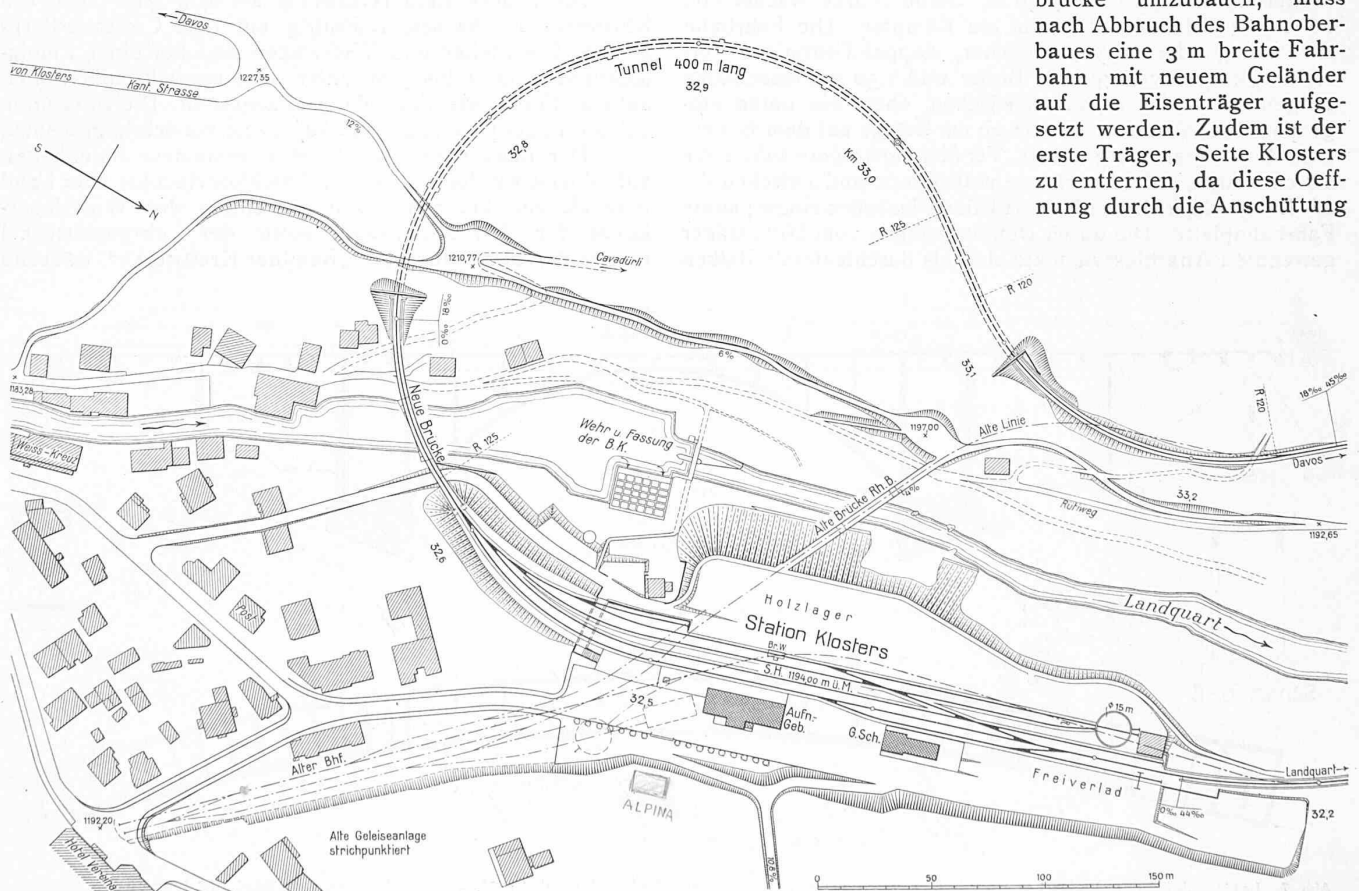 brücke umzubauen, muss
nach Abbruch des Bahnober-
baues eine 3 m breite Fahr-
bahn mit neuem Geländer
auf die Eisenträger aufge-
setzt werden. Zudem ist der
erste Träger, Seite Klosters
zu entfernen, da diese Oeff-
nung durch die Anschüttung
Davos
von Klosters
Kant. Strasse
1227,55
12%
S
N
Tunnel 400 m lang
32,9
32,8
Km 33,0
R 125
R 120
1210,77
Cavadürli
0‰ 18‰
6%
33,1
R 120
18‰ 45‰
1183,28
Neue Brücke
R 125
Wehr u. Fassung
der B.K.
1197,00
Alte Linie
Davos
Weiss-Kreuz
Alte Brücke Rh. B.
33,2
Rütiweg
1192,65
32,6
Landquart
Post
Holzlager
Station Klosters
Br.W.
S.H. 1194,00 m ü. M.
32,5
Aufn.-
Geb.
G. Sch.
ø 15 m
Alter Bhf.
Freiverlad
Landquart
0‰ 44‰
32,2
ALPINA
1192,20
Hotel Vereina
Alte Geleiseanlage
strichpunktiert
10,8%
0 50 100 150 m